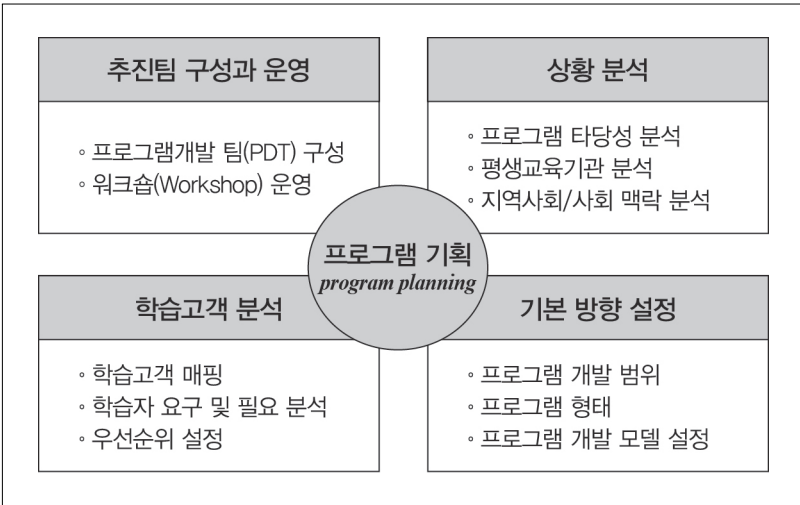 추진팀 구성과 운영
◦ 프로그램개발 팀(PDT) 구성
◦ 워크숍(Workshop) 운영
상황 분석
◦ 프로그램 타당성 분석
◦ 평생교육기관 분석
◦ 지역사회/사회 맥락 분석
프로그램 기획
program planning
학습고객 분석
◦ 학습고객 매핑
◦ 학습자 요구 및 필요 분석
◦ 우선순위 설정
기본 방향 설정
◦ 프로그램 개발 범위
◦ 프로그램 형태
◦ 프로그램 개발 모델 설정